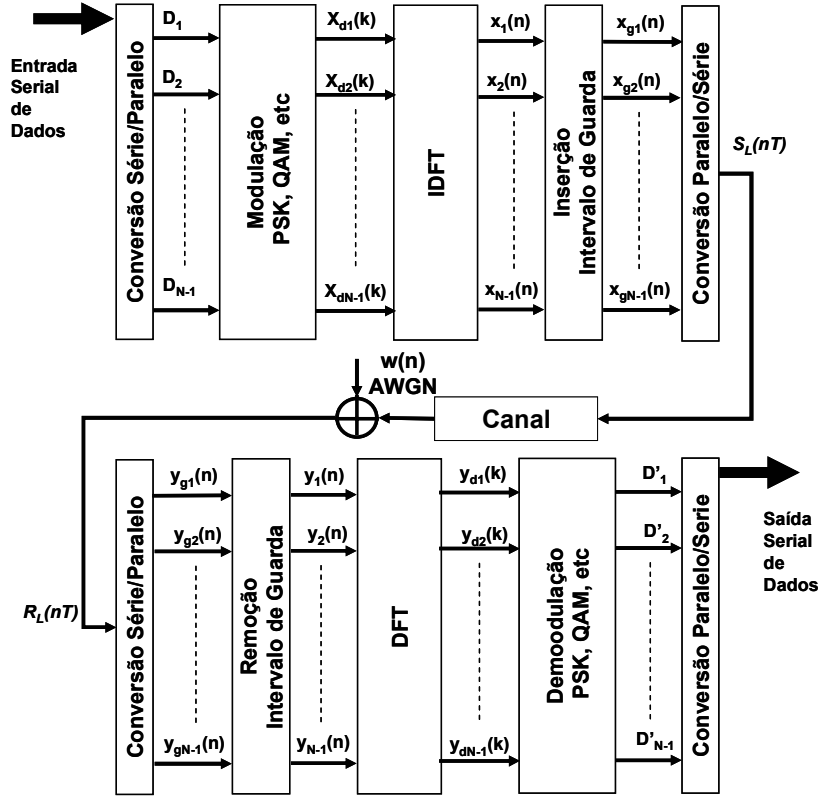 Entrada
Serial
de
Dados
Conversão Série/Paralelo
D1
D2
DN-1
Modulação
PSK, QAM, etc
Xd1(k)
Xd2(k)
XdN-1(k)
IDFT
x1(n)
x2(n)
xN-1(n)
Inserção
Intervalo de Guarda
xg1(n)
xg2(n)
xgN-1(n)
Conversão Paralelo/Série
SL(nT)
w(n)
AWGN
Canal
RL(nT)
Conversão Série/Paralelo
yg1(n)
yg2(n)
ygN-1(n)
Remoção
Intervalo de Guarda
y1(n)
y2(n)
yN-1(n)
DFT
yd1(k)
yd2(k)
ydN-1(k)
Demoodulação
PSK, QAM, etc
D'1
D'2
D'N-1
Conversão Paralelo/Serie
Saída
Serial
de
Dados